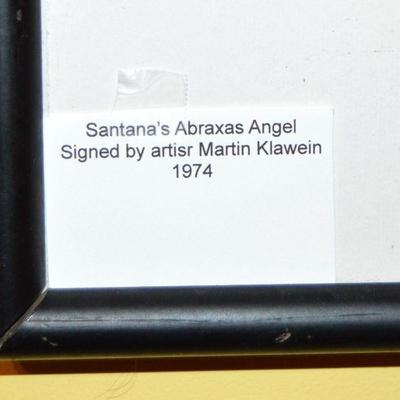 Santana's Abraxas Angel
Signed by artisr Martin Klawein
1974